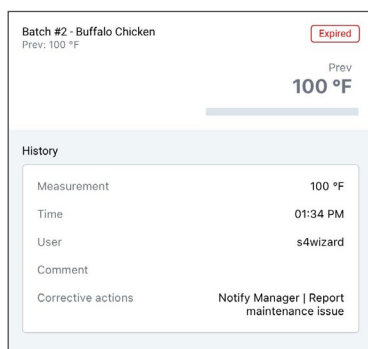 Batch #2 - Buffalo Chicken
Expired
Prev: 100 °F
Prev
100 °F
History
Measurement 100 °F
Time 01:34 PM
User s4wizard
Comment
Corrective actions Notify Manager | Report
maintenance issue